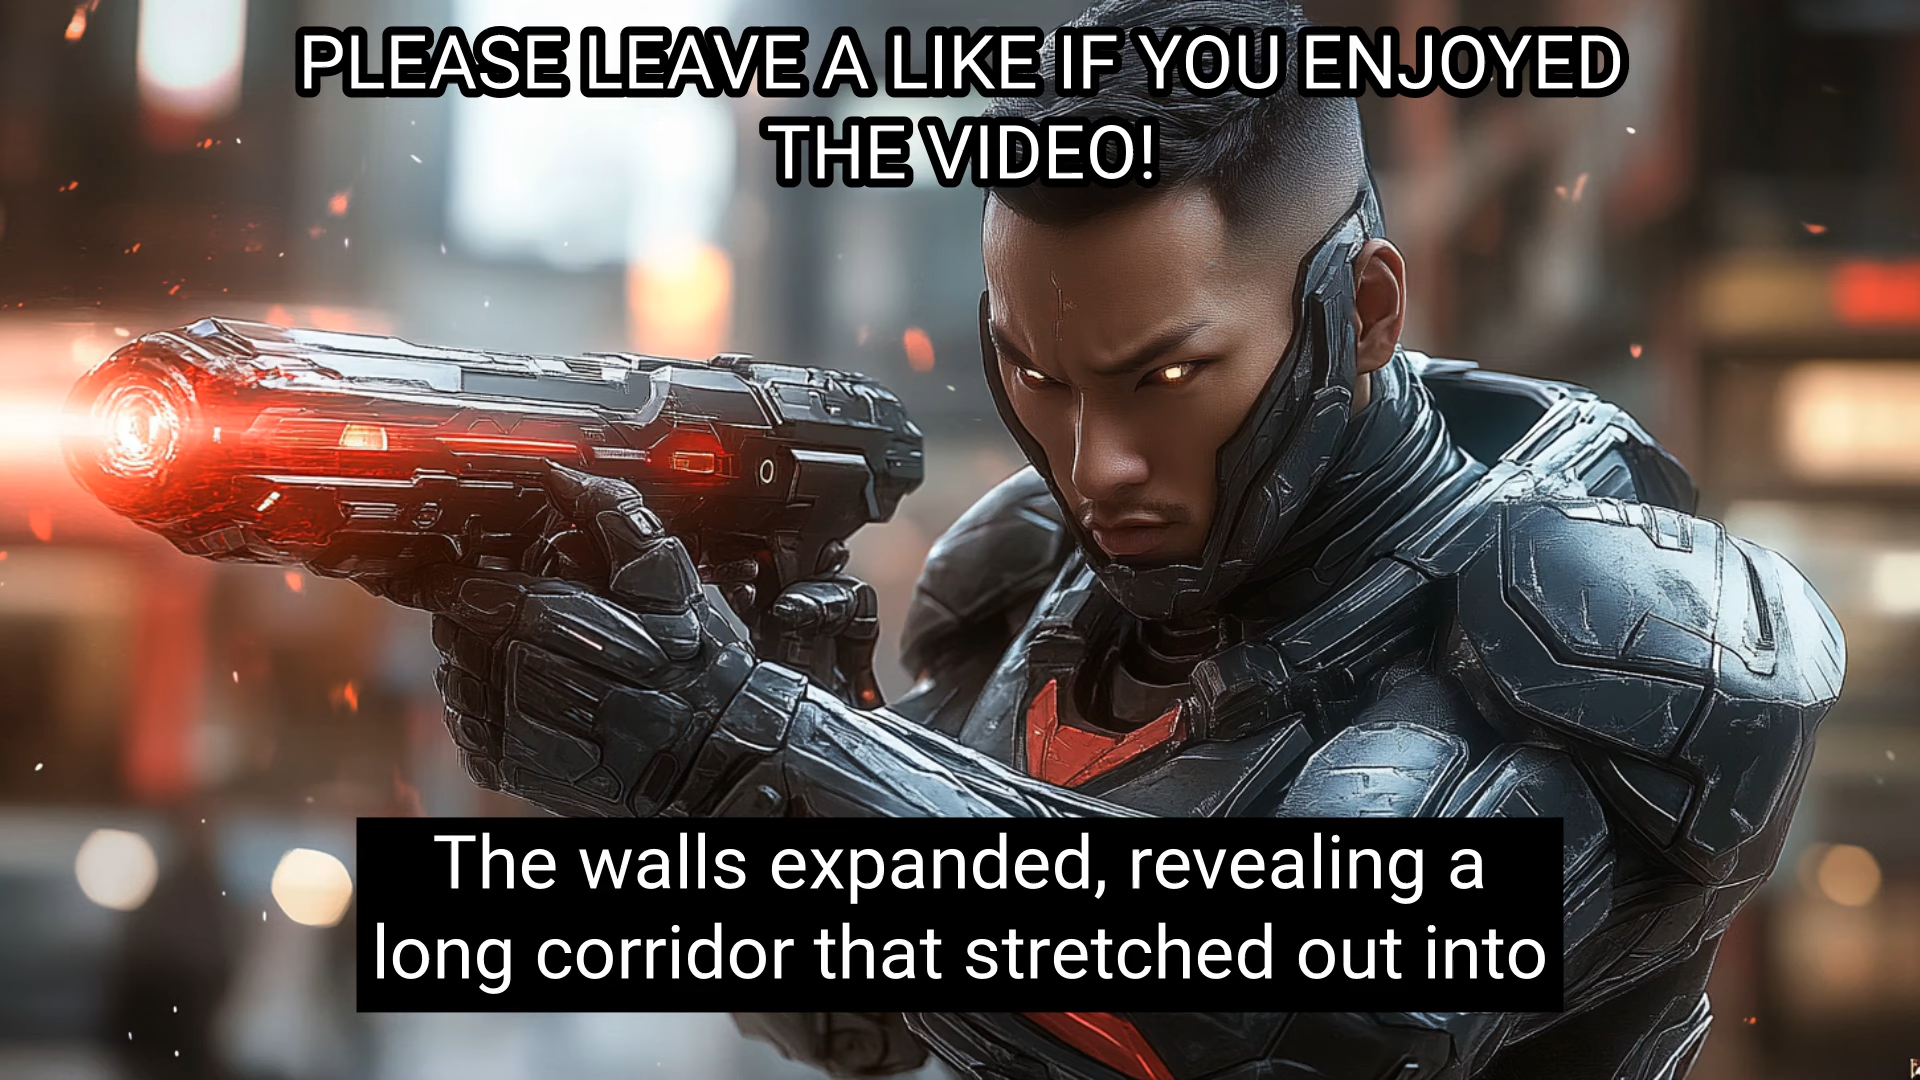 PLEASE LEAVE A LIKE IF YOU ENJOYED
THE VIDEO!
The walls expanded, revealing a
long corridor that stretched out into